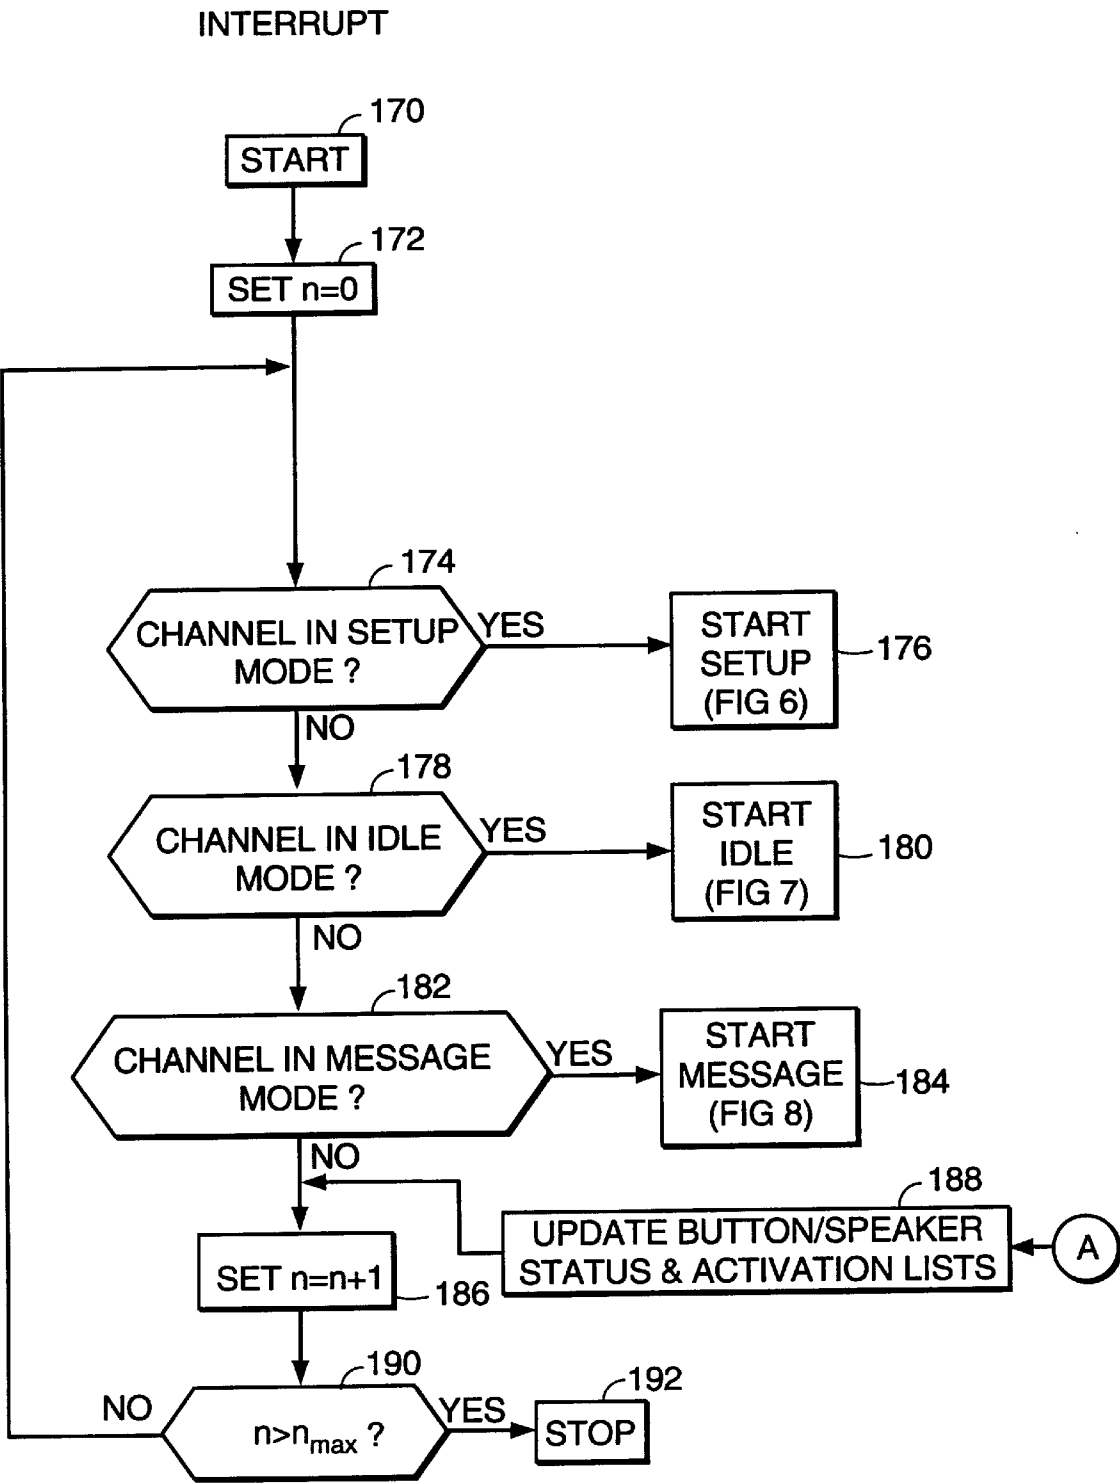 INTERRUPT
170
START
172
SET n=0
174
CHANNEL IN SETUP
MODE ?
YES
START
SETUP
(FIG 6)
176
NO
178
CHANNEL IN IDLE
MODE ?
YES
START
IDLE
(FIG 7)
180
NO
182
CHANNEL IN MESSAGE
MODE ?
YES
START
MESSAGE
(FIG 8)
184
NO
188
UPDATE BUTTON/SPEAKER
STATUS & ACTIVATION LISTS
A
SET n=n+1
186
190
n>nmax ?
NO
YES
192
STOP